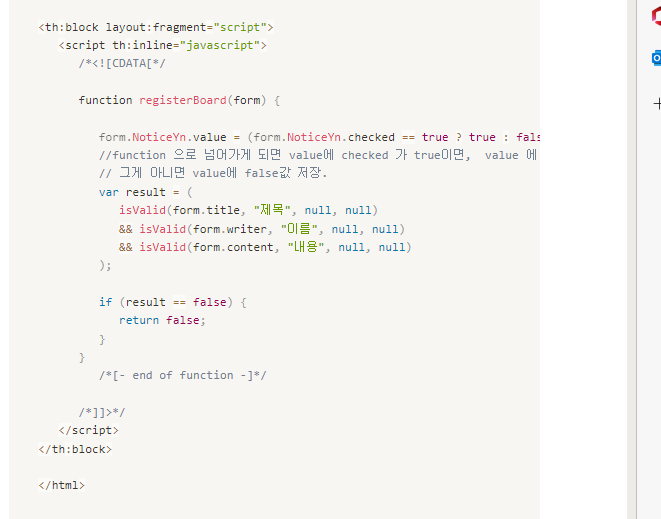 <th:block layout:fragment="script">
<script th:inline="javascript">
/*<![CDATA[*/
function registerBoard(form) {
form.NoticeYn.value = (form.NoticeYn.checked == true ? true : fals
//function 으로 넘어가게 되면 value에 checked 가 true이면, value 에
// 그게 아니면 value에 false값 저장.
var result = (
isValid(form.title, "제목", null, null)
&& isValid(form.writer, "이름", null, null)
&& isValid(form.content, "내용", null, null)
);
if (result == false) {
return false;
}
}
/*[- end of function -]*/
/*]]>*/
</script>
</th:block>
</html>